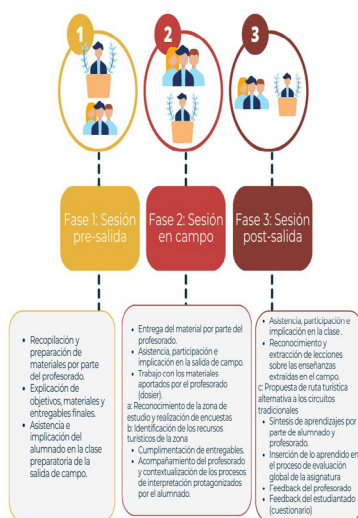 1
2
3
Fase 1: Sesión
pre-salida
Fase 2: Sesión
en campo
Fase 3: Sesión
post-salida
• Recopilación y
preparación de
materiales por parte
del profesorado.
• Explicación de
objetivos, materiales y
entregables finales.
• Asistencia e
implicación del
alumnado en la clase
preparatoria de la
salida de campo.
• Entrega del material por parte del
profesorado.
• Asistencia, participación e
implicación en la salida de campo.
• Trabajo con los materiales
aportados por el profesorado
(dosier).
a: Reconocimiento de la zona de
estudio y realización de encuestas
b: Identificación de los recursos
turísticos de la zona
• Cumplimentación de entregables.
• Acompañamiento del profesorado
y contextualización de los procesos
de interpretación protagonizados
por el alumnado.
• Asistencia, participación e
implicación en la clase.
• Reconocimiento y
extracción de lecciones
sobre las enseñanzas
extraídas en el campo.
c: Propuesta de ruta turística
alternativa a los circuitos
tradicionales
• Síntesis de aprendizajes por
parte de alumnado y
profesorado.
• Inserción de lo aprendido en
el proceso de evaluación
global de la asignatura
• Feedback del profesorado
• Feedback del estudiantado
(cuestionario)